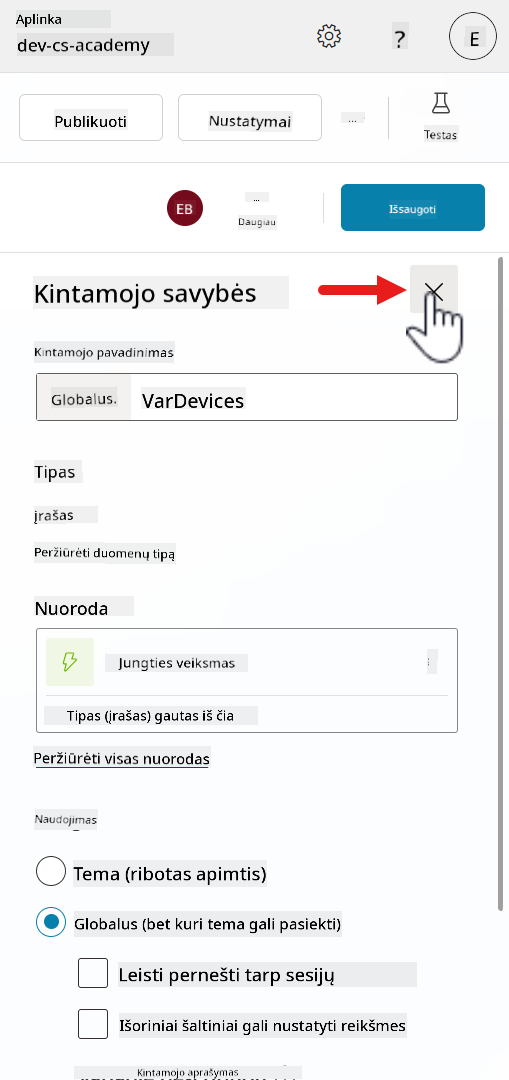 Aplinka
dev-cs-academy
?
E
Publikuoti
Nustatymai
...
Testas
EB
...
Daugiau
Išsaugoti
Kintamojo savybės
Kintamojo pavadinimas
Globalus.
VarDevices
Tipas
įrašas
Peržiūrėti duomenų tipą
Nuoroda
Jungties veiksmas
Tipas (įrašas) gautas iš čia
Peržiūrėti visas nuorodas
Naudojimas
Tema (ribotas apimtis)
Globalus (bet kuri tema gali pasiekti)
Leisti pernešti tarp sesijų
Išoriniai šaltiniai gali nustatyti reikšmes
Kintamojo aprašymas